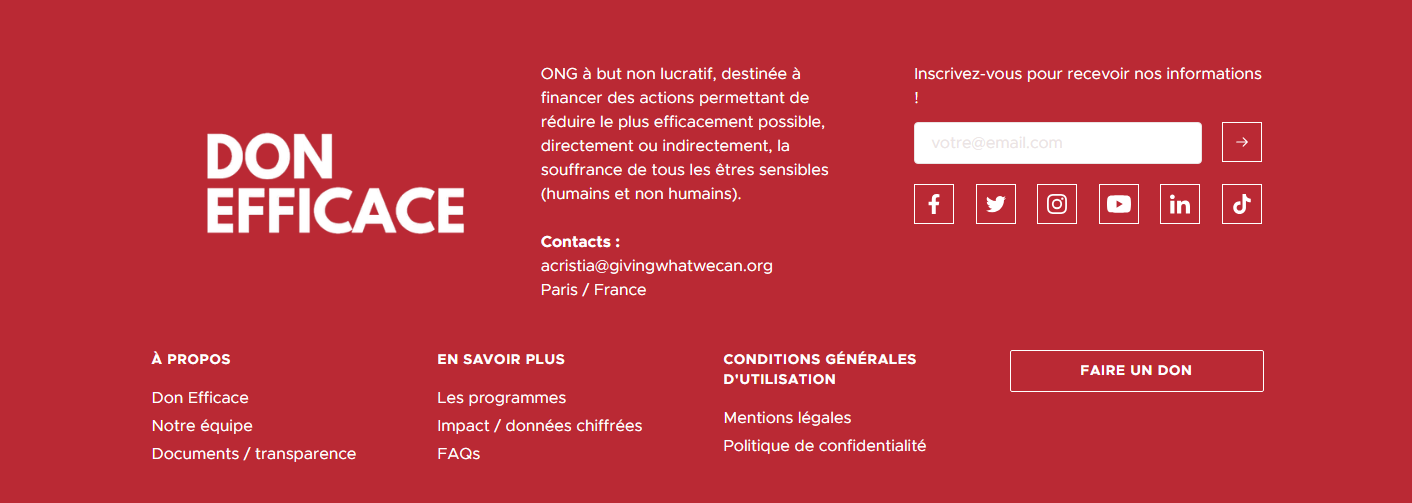 DON
EFFICACE
ONG à but non lucratif, destinée à
financer des actions permettant de
réduire le plus efficacement possible,
directement ou indirectement, la
souffrance de tous les êtres sensibles
(humains et non humains).
Contacts :
acristia@givingwhatwecan.org
Paris / France
Inscrivez-vous pour recevoir nos informations
!
votre@email.com
À PROPOS
Don Efficace
Notre équipe
Documents / transparence
EN SAVOIR PLUS
Les programmes
Impact / données chiffrées
FAQs
CONDITIONS GÉNÉRALES
D'UTILISATION
Mentions légales
Politique de confidentialité
FAIRE UN DON